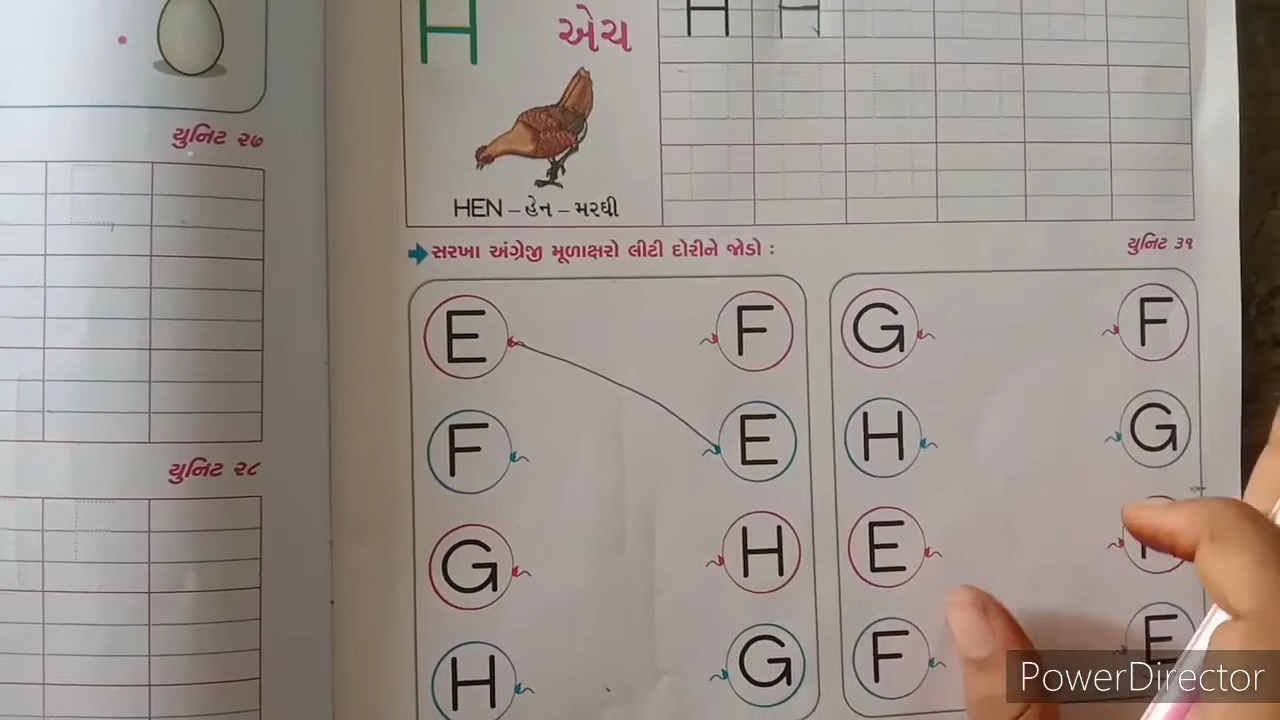 યુનિટ ૨૭
યુનિટ ૨૮
H એચ
H H
HEN – હેન – મરઘી
સરખા અંગ્રેજી મૂળાક્ષરો લીટી દોરીને જોડો :
યુનિટ ૩૧
E F
F E
G H
H G
G F
H G
E
F E
PowerDirector